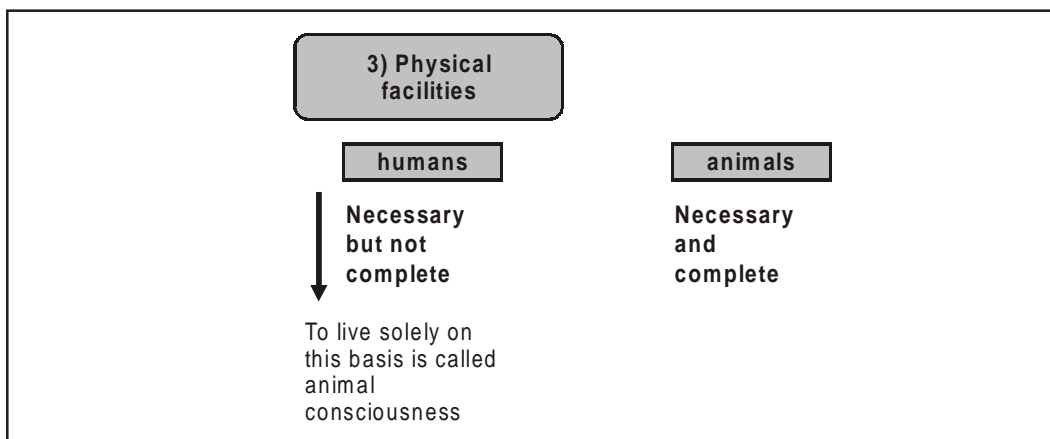 3) Physical
facilities
humans
animals
Necessary
but not
complete
Necessary
and
complete
To live solely on
this basis is called
animal
consciousness